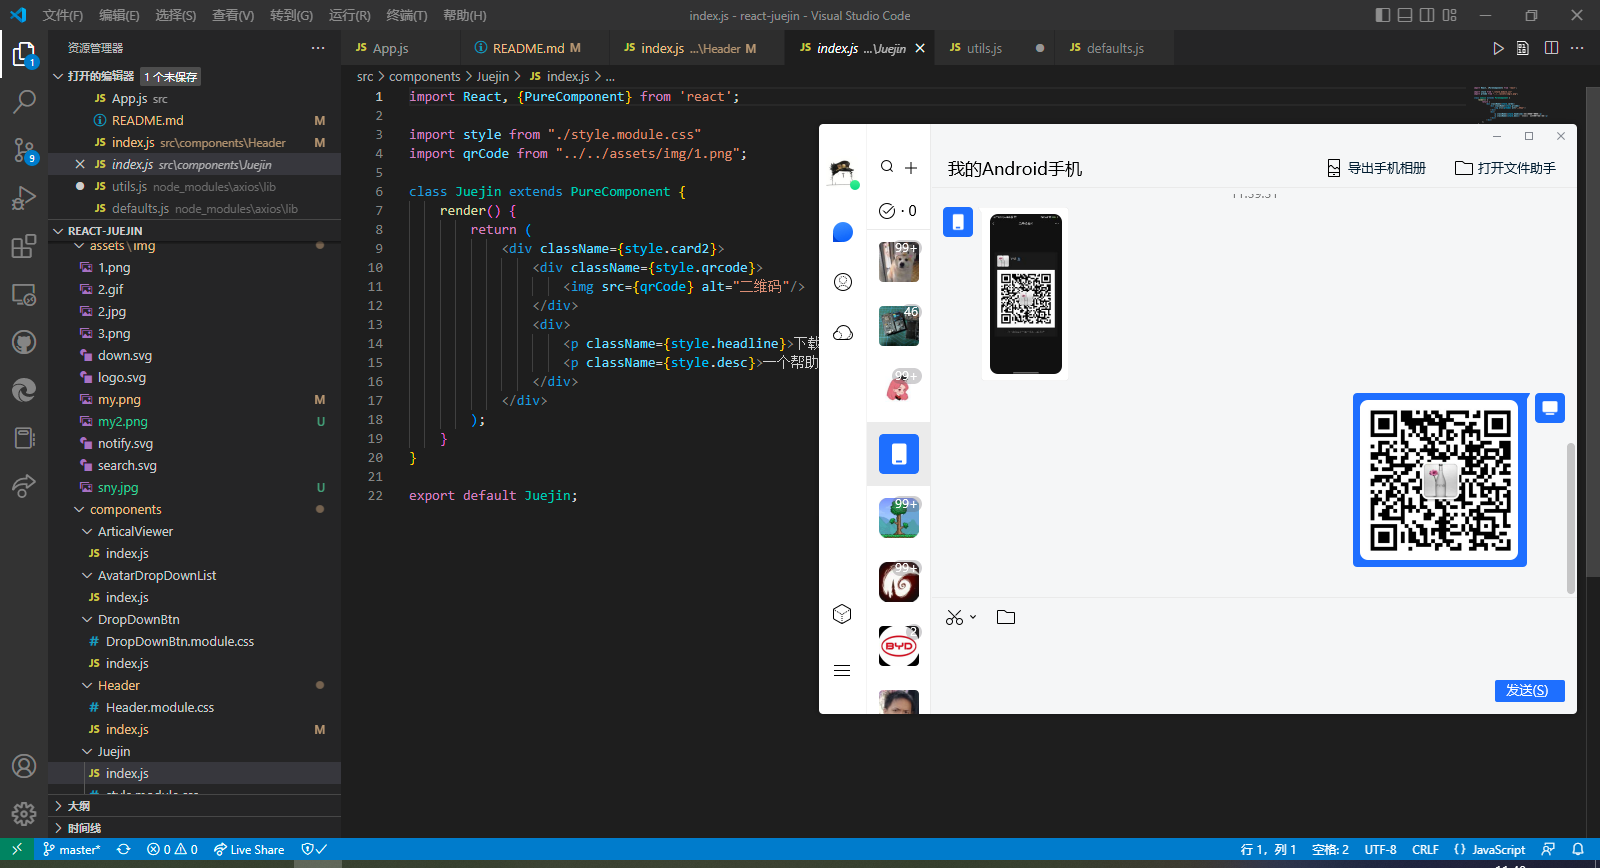 文件(F) 编辑(E) 选择(S) 查看(V) 转到(G) 运行(R) 终端(T) 帮助(H)
index.js - react-juejin - Visual Studio Code
资源管理器
打开的编辑器 1 个未保存
JS App.js src
README.md M
JS index.js src\components\Header M
JS index.js src\components\Juejin
JS utils.js node_modules\axios\lib
JS defaults.js node_modules\axios\lib
REACT-JUEJIN
assets\img
1.png
2.gif
2.jpg
3.png
down.svg
logo.svg
my.png M
my2.png U
notify.svg
search.svg
sny.jpg U
components
ArticalViewer
JS index.js
AvatarDropDownList
JS index.js
DropDownBtn
# DropDownBtn.module.css
JS index.js
Header
# Header.module.css
JS index.js M
Juejin
JS index.js
# style.module.css
大纲
时间线
1
9
JS App.js
README.md M
JS index.js ...\Header M
JS index.js ...\Juejin
JS utils.js
JS defaults.js
src > components > Juejin > JS index.js > ...
1 import React, {PureComponent} from 'react';
2
3 import style from "./style.module.css"
4 import qrCode from "../../assets/img/1.png";
5
6 class Juejin extends PureComponent {
7 render() {
8 return (
9 <div className={style.card2}>
10 <div className={style.qrcode}>
11 <img src={qrCode} alt="二维码"/>
12 </div>
13 <div>
14 <p className={style.headline}>下载
15 <p className={style.desc}>一个帮助
16 </div>
17 </div>
18 );
19 }
20 }
21
22 export default Juejin;
我的Android手机
导出手机相册
打开文件助手
· 0
99+
46
99+
99+
99+
2
BYD
11:39:31
发送(S)
master*
0 0
Live Share
行 1，列 1
空格: 2
UTF-8
CRLF
{} JavaScript